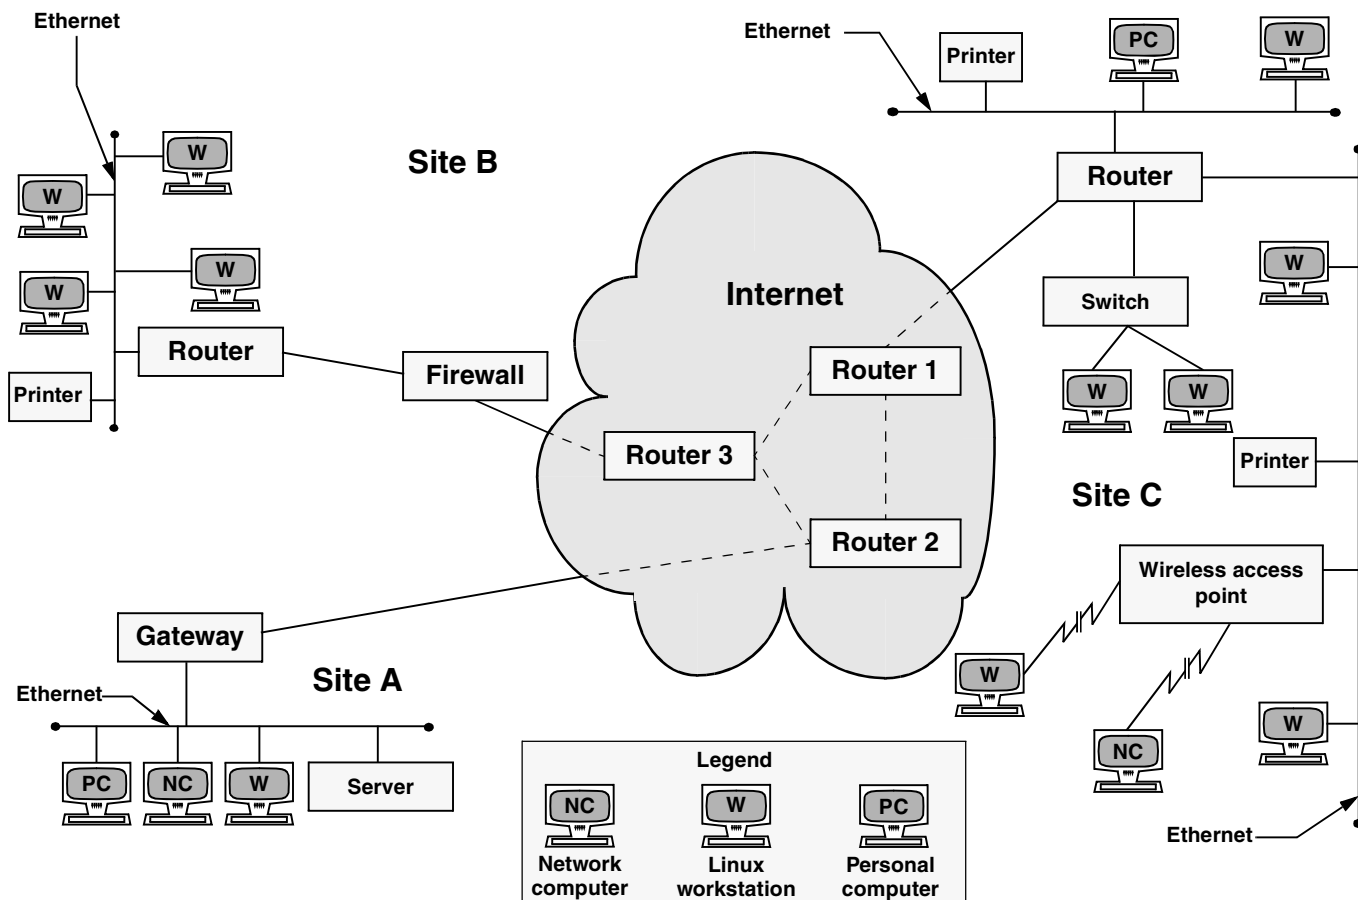 Ethernet
Ethernet
Printer
PC
W
W
Site B
W
Router
W
W
W
Internet
Switch
Router
Firewall
Router 1
Printer
W
W
Router 3
Printer
Site C
Router 2
Wireless access
point
Gateway
Site A
W
Ethernet
W
NC
PC
NC
W
Server
Legend
NC
W
PC
Ethernet
Network
computer
Linux
workstation
Personal
computer